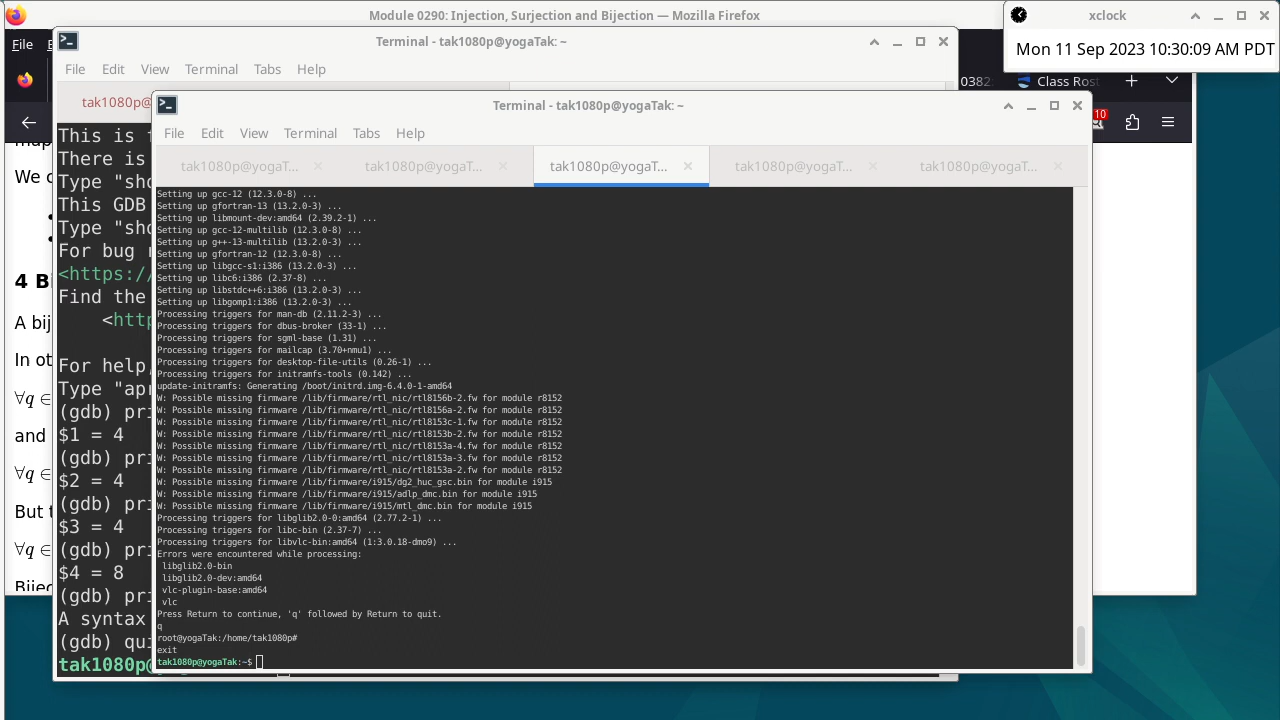 Module 0290: Injection, Surjection and Bijection — Mozilla Firefox
xclock
Mon 11 Sep 2023 10:30:09 AM PDT
File
Terminal - tak1080p@yogaTak: ~
File Edit View Terminal Tabs Help
0382: Class Rost
10
tak1080p@
We c
4 Bi
A bij
In ot
∀q ∈
and
∀q ∈
But t
∀q ∈
Bijec
This is
There is
Type "sho
This GDB
Type "sho
For bug r
<https://
Find the
<http
For help,
Type "apr
(gdb) pri
$1 = 4
(gdb) pri
$2 = 4
(gdb) pri
$3 = 4
(gdb) pri
$4 = 8
(gdb) pri
A syntax
(gdb) qui
tak1080p@
Terminal - tak1080p@yogaTak: ~
File Edit View Terminal Tabs Help
tak1080p@yogaT... tak1080p@yogaT... tak1080p@yogaT... tak1080p@yogaT... tak1080p@yogaT...
Setting up gcc-12 (12.3.0-8) ...
Setting up gfortran-13 (13.2.0-3) ...
Setting up libmount-dev:amd64 (2.39.2-1) ...
Setting up gcc-12-multilib (12.3.0-8) ...
Setting up g++-13-multilib (13.2.0-3) ...
Setting up gfortran-12 (12.3.0-8) ...
Setting up libgcc-s1:i386 (13.2.0-3) ...
Setting up libc6:i386 (2.37-8) ...
Setting up libstdc++6:i386 (13.2.0-3) ...
Setting up libgomp1:i386 (13.2.0-3) ...
Processing triggers for man-db (2.11.2-3) ...
Processing triggers for dbus-broker (33-1) ...
Processing triggers for sgml-base (1.31) ...
Processing triggers for mailcap (3.70+nmu1) ...
Processing triggers for desktop-file-utils (0.26-1) ...
Processing triggers for initramfs-tools (0.142) ...
update-initramfs: Generating /boot/initrd.img-6.4.0-1-amd64
W: Possible missing firmware /lib/firmware/rtl_nic/rtl8156b-2.fw for module r8152
W: Possible missing firmware /lib/firmware/rtl_nic/rtl8156a-2.fw for module r8152
W: Possible missing firmware /lib/firmware/rtl_nic/rtl8153c-1.fw for module r8152
W: Possible missing firmware /lib/firmware/rtl_nic/rtl8153b-2.fw for module r8152
W: Possible missing firmware /lib/firmware/rtl_nic/rtl8153a-4.fw for module r8152
W: Possible missing firmware /lib/firmware/rtl_nic/rtl8153a-3.fw for module r8152
W: Possible missing firmware /lib/firmware/rtl_nic/rtl8153a-2.fw for module r8152
W: Possible missing firmware /lib/firmware/i915/dg2_huc_gsc.bin for module i915
W: Possible missing firmware /lib/firmware/i915/adlp_dmc.bin for module i915
W: Possible missing firmware /lib/firmware/i915/mtl_dmc.bin for module i915
Processing triggers for libglib2.0-0:amd64 (2.77.2-1) ...
Processing triggers for libc-bin (2.37-7) ...
Processing triggers for libvlc-bin:amd64 (1:3.0.18-dmo9) ...
Errors were encountered while processing:
libglib2.0-bin
libglib2.0-dev:amd64
vlc-plugin-base:amd64
vlc
Press Return to continue, 'q' followed by Return to quit.
q
root@yogaTak:/home/tak1080p#
exit
tak1080p@yogaTak:~$